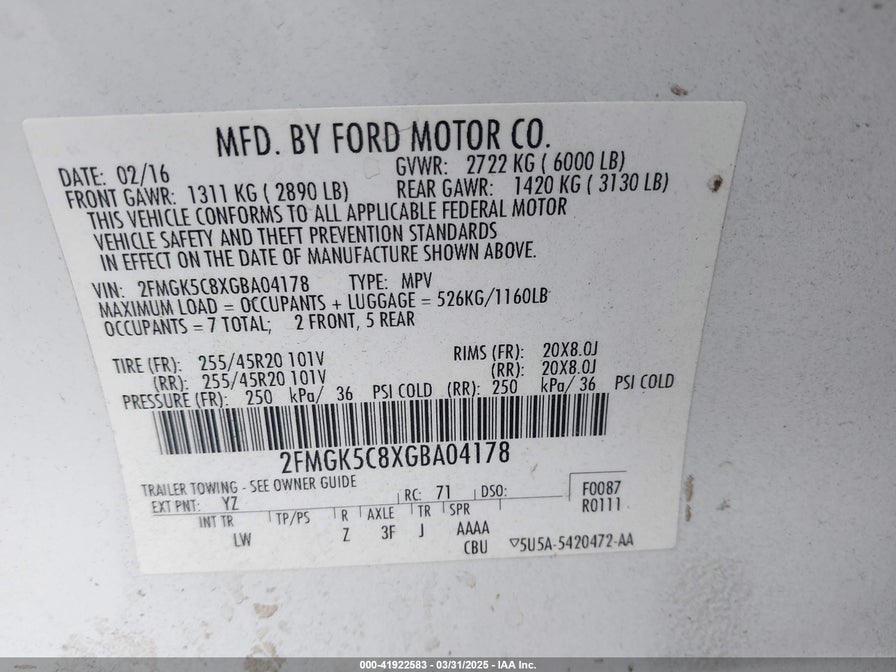 MFD. BY FORD MOTOR CO.
DATE: 02/16 GVWR: 2722 KG ( 6000 LB)
FRONT GAWR: 1311 KG ( 2890 LB) REAR GAWR: 1420 KG ( 3130 LB)
THIS VEHICLE CONFORMS TO ALL APPLICABLE FEDERAL MOTOR
VEHICLE SAFETY AND THEFT PREVENTION STANDARDS
IN EFFECT ON THE DATE OF MANUFACTURE SHOWN ABOVE.
VIN: 2FMGK5C8XGBA04178 TYPE: MPV
MAXIMUM LOAD = OCCUPANTS + LUGGAGE = 526KG/1160LB
OCCUPANTS = 7 TOTAL; 2 FRONT, 5 REAR
TIRE (FR): 255/45R20 101V RIMS (FR): 20X8.0J
(RR): 255/45R20 101V (RR): 20X8.0J
PRESSURE (FR): 250 kPa/ 36 PSI COLD (RR): 250 kPa/ 36 PSI COLD
2FMGK5C8XGBA04178
TRAILER TOWING - SEE OWNER GUIDE
EXT PNT: YZ RC: 71 DSO: F0087
R0111
INT TR TP/PS R AXLE TR SPR
LW Z 3F J AAAA
CBU ▽5U5A-5420472-AA
000-41922583 - 03/31/2025 - IAA Inc.